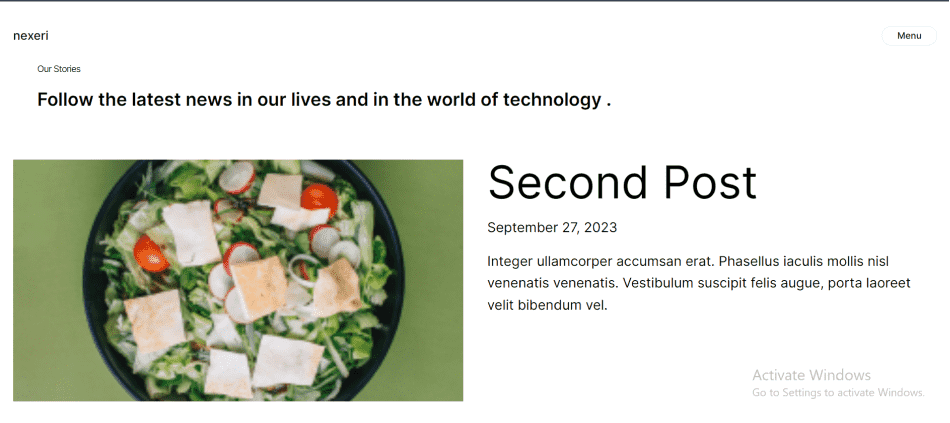 nexeri
Menu
Our Stories
Follow the latest news in our lives and in the world of technology .
Second Post
September 27, 2023
Integer ullamcorper accumsan erat. Phasellus iaculis mollis nisl
venenatis venenatis. Vestibulum suscipit felis augue, porta laoreet
velit bibendum vel.
Activate Windows
Go to Settings to activate Windows.